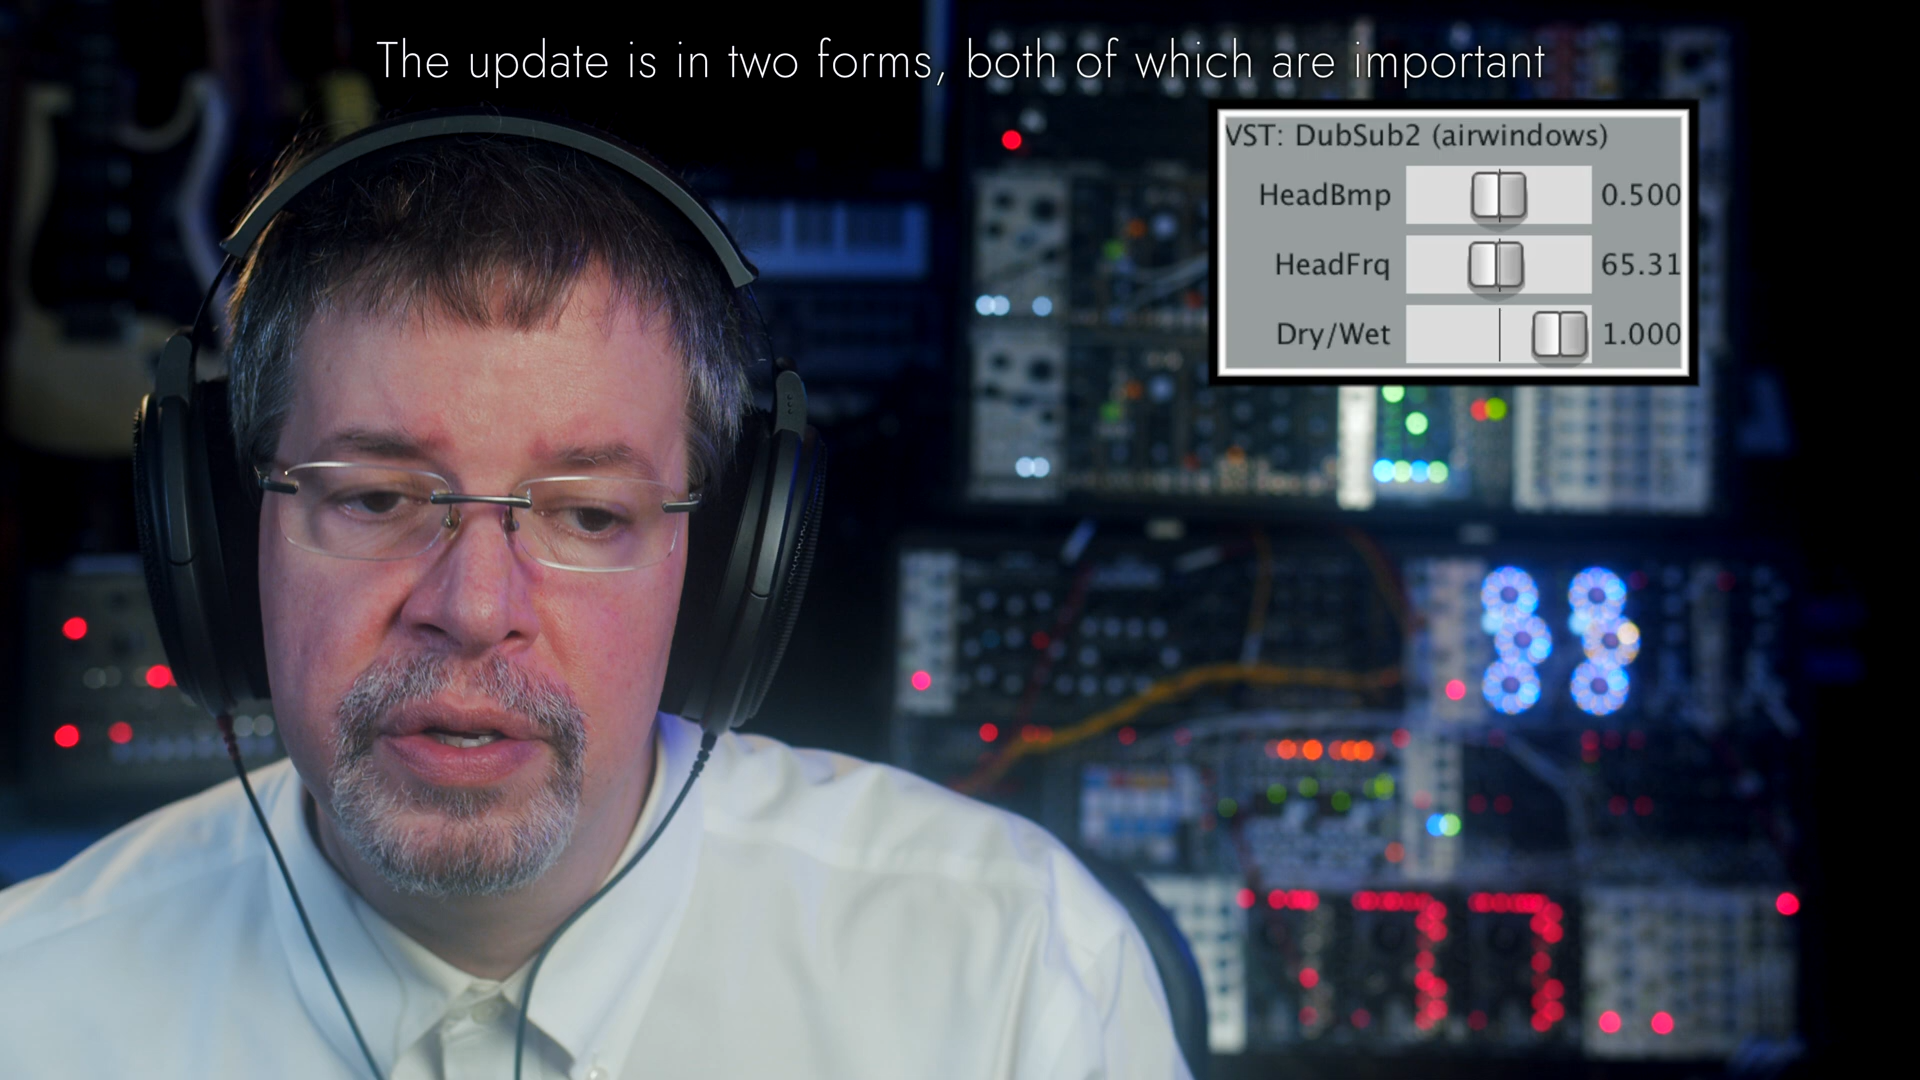 The update is in two forms, both of which are important
VST: DubSub2 (airwindows)
HeadBmp 0.500
HeadFrq 65.31
Dry/Wet 1.000